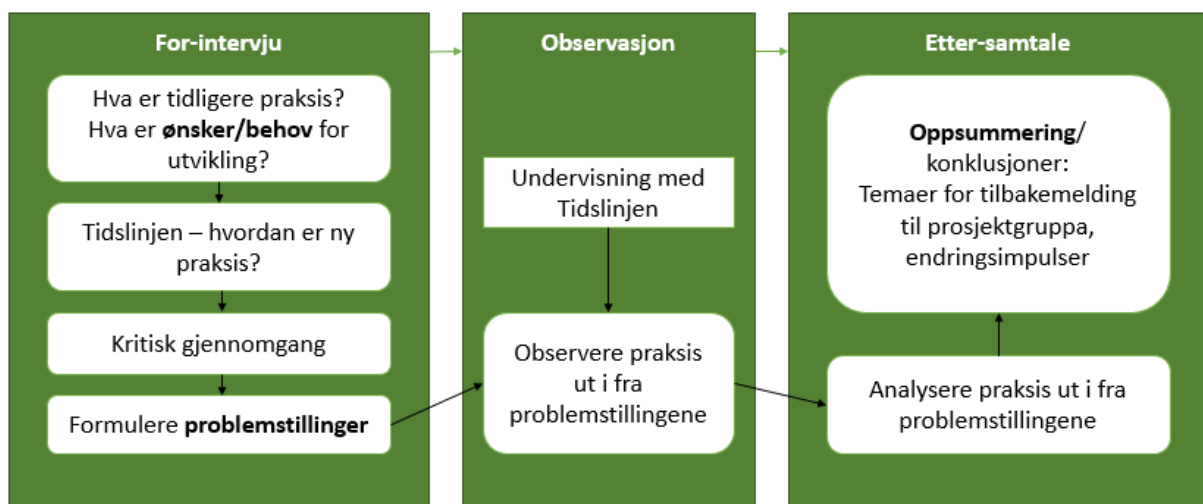 For-intervju
Hva er tidligere praksis?
Hva er ønsker/behov for
utvikling?
Tidslinjen – hvordan er ny
praksis?
Kritisk gjennomgang
Formulere problemstillinger
Observasjon
Undervisning med
Tidslinjen
Observere praksis
ut i fra
problemstillingene
Etter-samtale
Oppsummering/
konklusjoner:
Temaer for tilbakemelding
til prosjektgruppa,
endringsimpulser
Analysere praksis ut i fra
problemstillingene